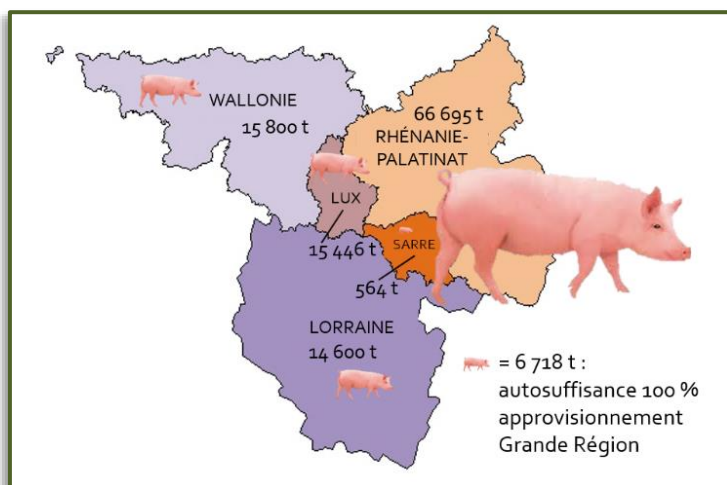 WALLONIE
15 800 t
66 695 t
RHÉNANIE-
PALATINAT
LUX
15 446 t
SARRE
564 t
LORRAINE
14 600 t
= 6 718 t :
autosuffisance 100 %
approvisionnement
Grande Région